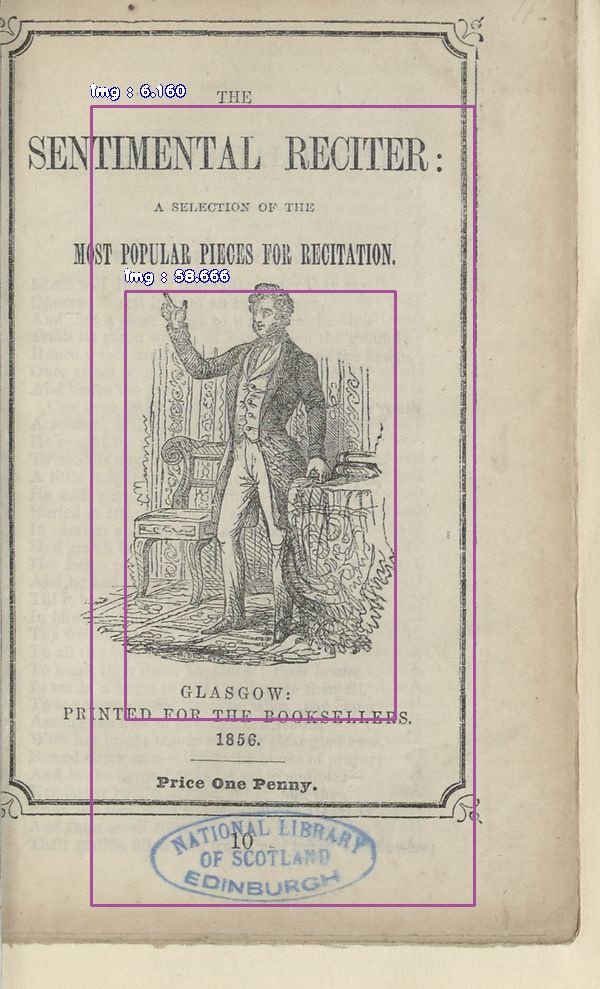 img : 6.160
THE
SENTIMENTAL RECITER:
A SELECTION OF THE
MOST POPULAR PIECES FOR RECITATION.
img : 58.666
GLASGOW:
PRINTED FOR THE BOOKSELLERS.
1856.
Price One Penny.
10
NATIONAL LIBRARY
OF SCOTLAND
EDINBURGH